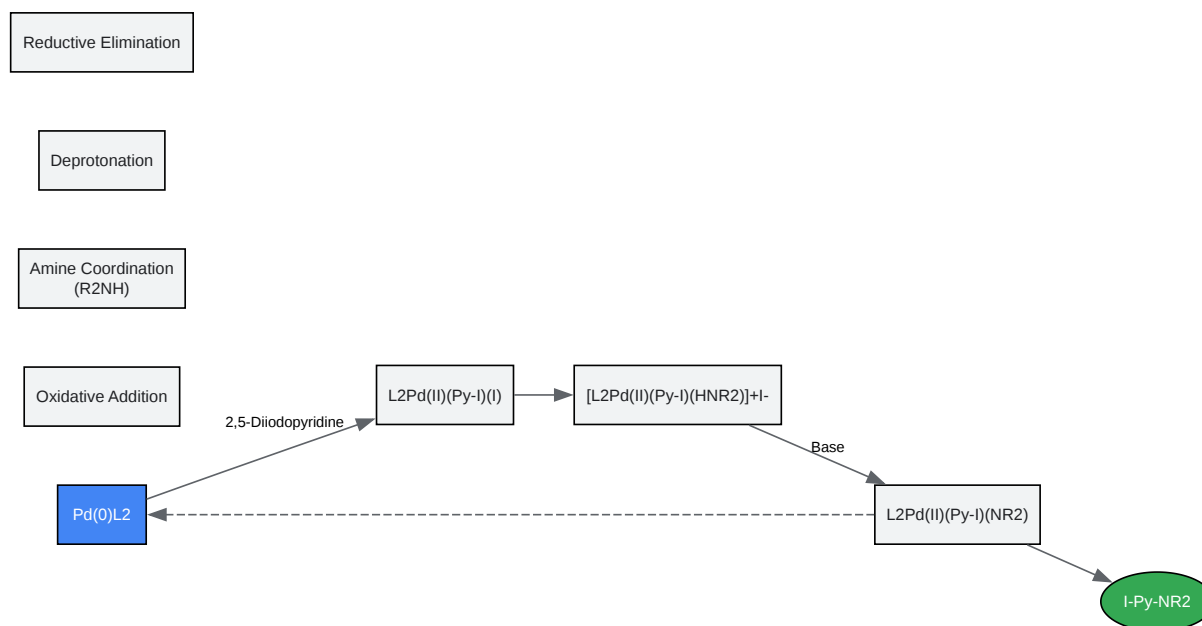 Reductive Elimination
Deprotonation
Amine Coordination
(R2NH)
Oxidative Addition
L2Pd(II)(Py-I)(I)
[L2Pd(II)(Py-I)(HNR2)]+I-
2,5-Diiodopyridine
Base
Pd(0)L2
L2Pd(II)(Py-I)(NR2)
I-Py-NR2